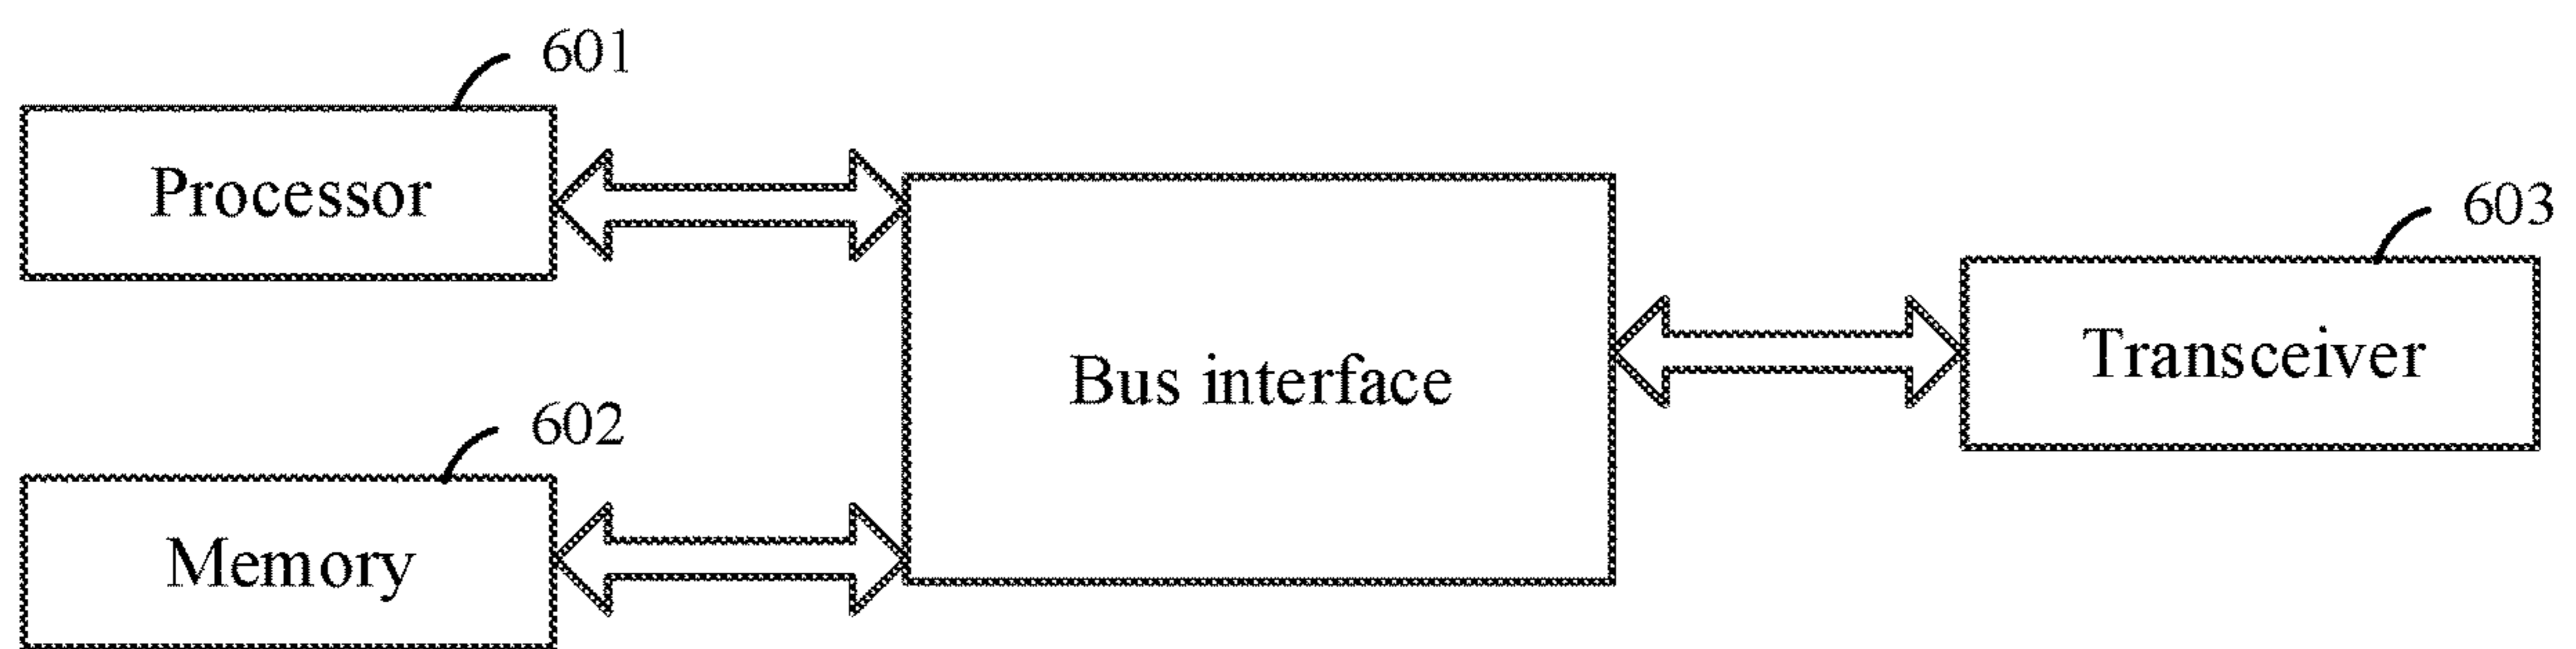 601
Processor
603
Transceiver
Bus interface
602
Memory